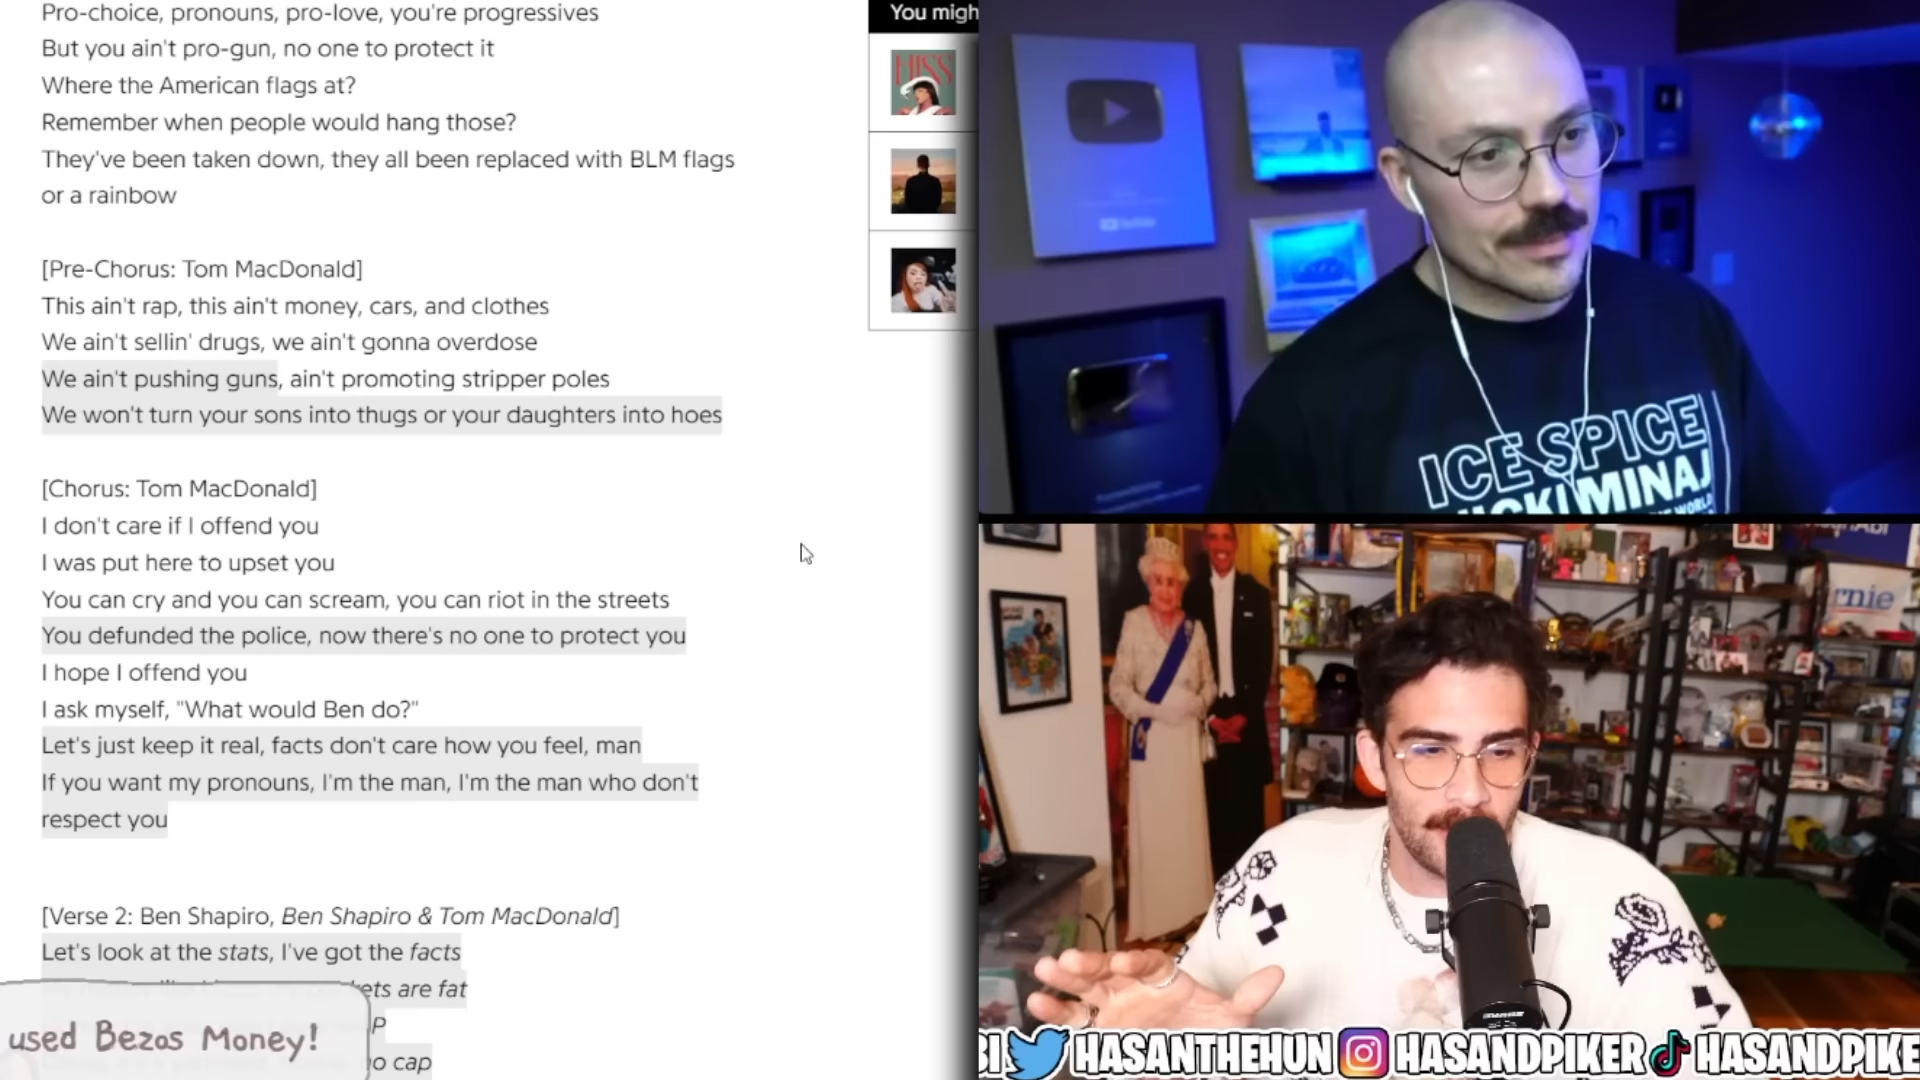 Pro-choice, pronouns, pro-love, you're progressives
But you ain't pro-gun, no one to protect it
Where the American flags at?
Remember when people would hang those?
They've been taken down, they all been replaced with BLM flags
or a rainbow
[Pre-Chorus: Tom MacDonald]
This ain't rap, this ain't money, cars, and clothes
We ain't sellin' drugs, we ain't gonna overdose
We ain't pushing guns, ain't promoting stripper poles
We won't turn your sons into thugs or your daughters into hoes
[Chorus: Tom MacDonald]
I don't care if I offend you
I was put here to upset you
You can cry and you can scream, you can riot in the streets
You defunded the police, now there's no one to protect you
I hope I offend you
I ask myself, "What would Ben do?"
Let's just keep it real, facts don't care how you feel, man
If you want my pronouns, I'm the man, I'm the man who don't
respect you
[Verse 2: Ben Shapiro, Ben Shapiro & Tom MacDonald]
Let's look at the stats, I've got the facts
ets are fat
P
o cap
used Bezos Money!
You migh
HISS
YouTube
ICE SPICE
NICKI MINAJ
WORLD
rnie
BI HASANTHEHUN HASANDPIKER HASANDPIKE